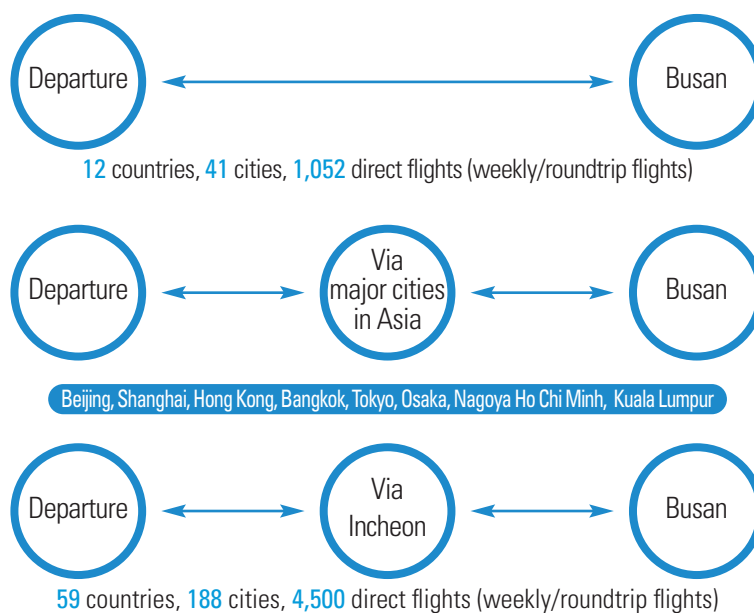 Departure
Busan
12 countries, 41 cities, 1,052 direct flights (weekly/roundtrip flights)
Departure
Via
major cities
in Asia
Busan
Beijing, Shanghai, Hong Kong, Bangkok, Tokyo, Osaka, Nagoya Ho Chi Minh, Kuala Lumpur
Departure
Via
Incheon
Busan
59 countries, 188 cities, 4,500 direct flights (weekly/roundtrip flights)